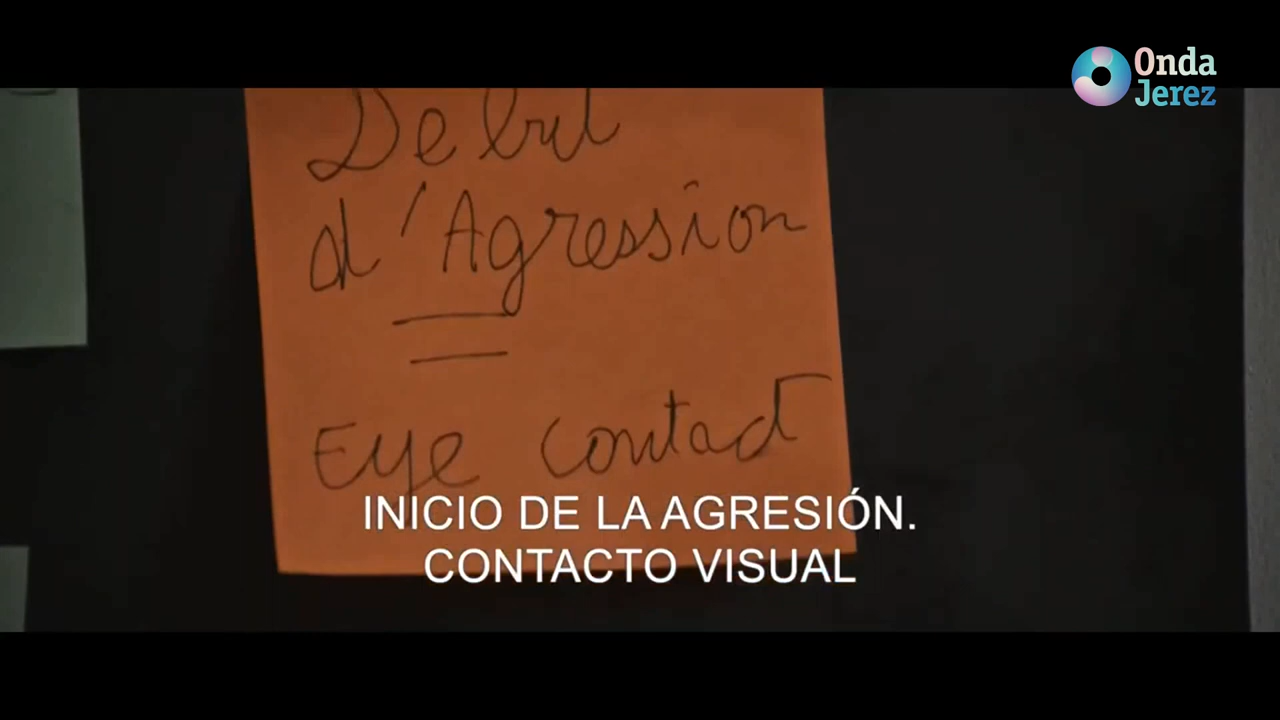 Onda
Jerez
Debut
d'Agression
Eye contact
INICIO DE LA AGRESIÓN.
CONTACTO VISUAL